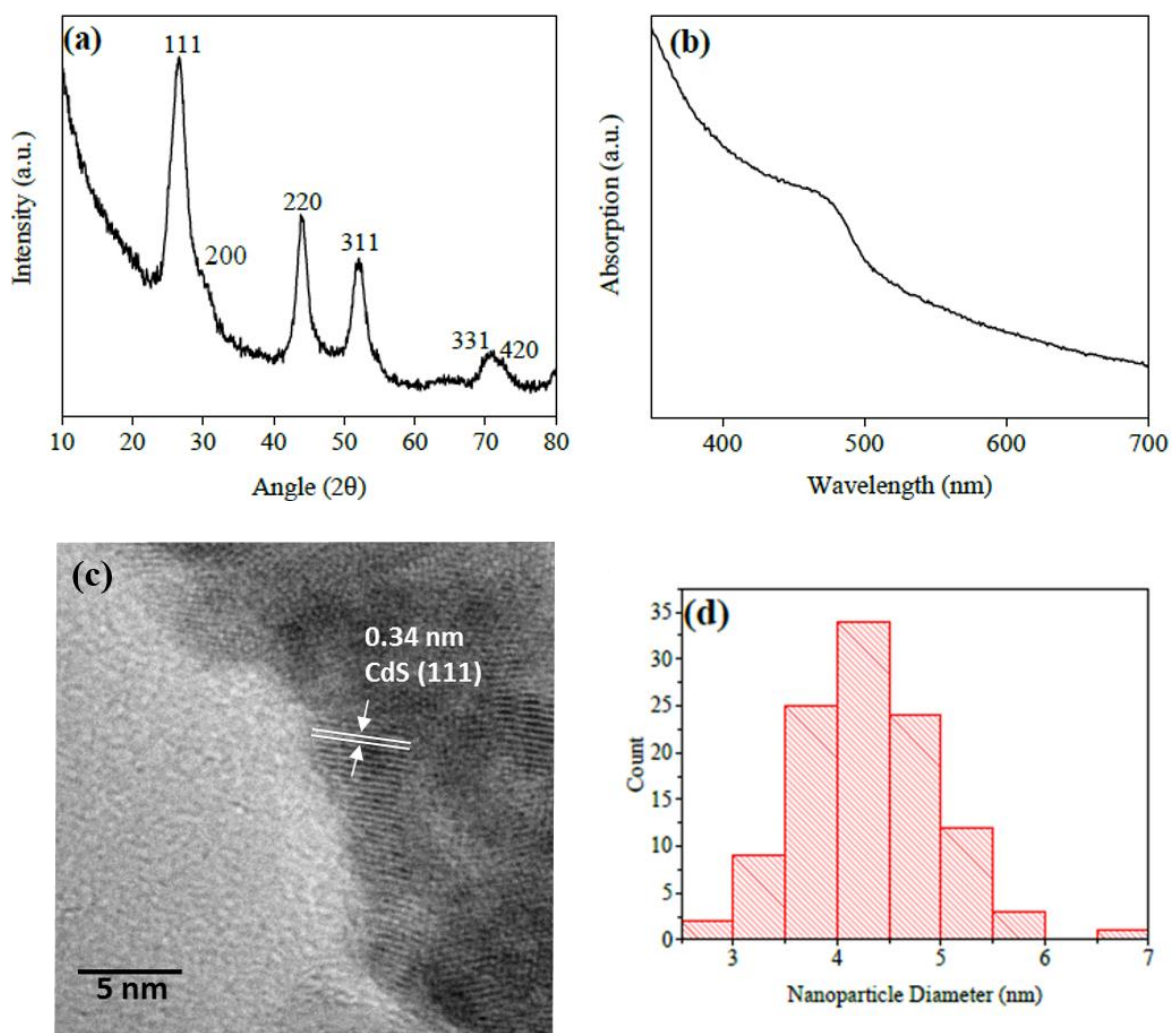 (a)
111
200
220
311
331
420
Intensity (a.u.)
10 20 30 40 50 60 70 80
Angle (2θ)
(b)
Absorption (a.u.)
400 500 600 700
Wavelength (nm)
(c)
0.34 nm
CdS (111)
5 nm
(d)
35
30
25
20
15
10
5
0
Count
3 4 5 6 7
Nanoparticle Diameter (nm)